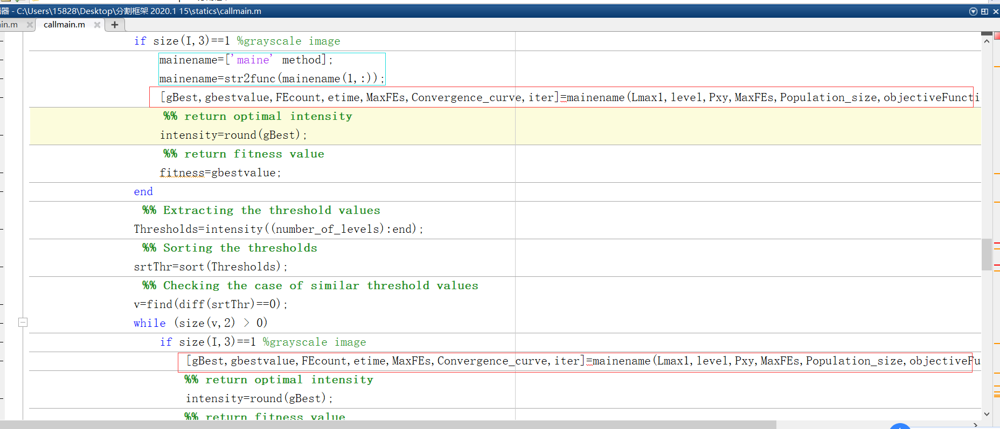 器 - C:\Users\15828\Desktop\分割框架 2020.1 15\statics\callmain.m
in.m × callmain.m × +
if size(I,3)==1 %grayscale image
mainename=['maine' method];
mainename=str2func(mainename(1,:));
[gBest,gbestvalue,FEcount,etime,MaxFEs,Convergence_curve,iter]=mainename(Lmax1,level,Pxy,MaxFEs,Population_size,objectiveFuncti
%% return optimal intensity
intensity=round(gBest);
%% return fitness value
fitness=gbestvalue;
end
%% Extracting the threshold values
Thresholds=intensity((number_of_levels):end);
%% Sorting the thresholds
srtThr=sort(Thresholds);
%% Checking the case of similar threshold values
v=find(diff(srtThr)==0);
while (size(v,2) > 0)
if size(I,3)==1 %grayscale image
[gBest,gbestvalue,FEcount,etime,MaxFEs,Convergence_curve,iter]=mainename(Lmax1,level,Pxy,MaxFEs,Population_size,objectiveFu
%% return optimal intensity
intensity=round(gBest);
%% return fitness value